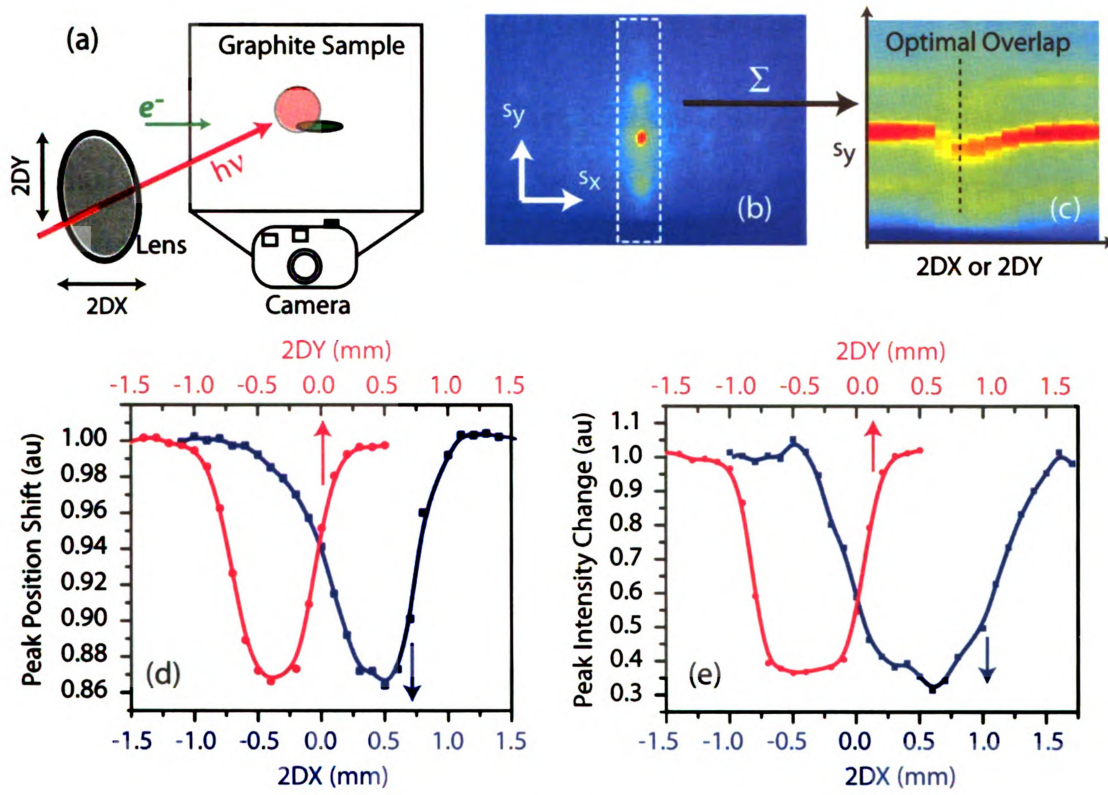 (a)
Graphite Sample
e-
hν
2DY
Lens
2DX
Camera
sy
sx
(b)
Σ
Optimal Overlap
sy
(c)
2DX or 2DY
2DY (mm)
-1.5 -1.0 -0.5 0.0 0.5 1.0 1.5
Peak Position Shift (au)
1.00
0.98
0.96
0.94
0.92
0.90
0.88
0.86
(d)
-1.5 -1.0 -0.5 0.0 0.5 1.0 1.5
2DX (mm)
2DY (mm)
-1.5 -1.0 -0.5 0.0 0.5 1.0 1.5
Peak Intensity Change (au)
1.1
1.0
0.9
0.8
0.7
0.6
0.5
0.4
0.3
(e)
-1.5 -1.0 -0.5 0.0 0.5 1.0 1.5
2DX (mm)